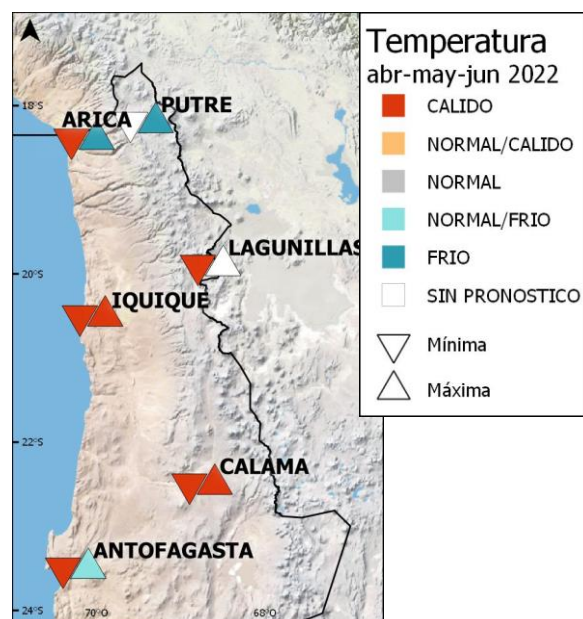 Temperatura
abr-may-jun 2022
CALIDO
NORMAL/CALIDO
NORMAL
NORMAL/FRIO
FRIO
SIN PRONOSTICO
Mínima
Máxima
18°S
ARICA
PUTRE
LAGUNILLAS
20°S
IQUIQUE
22°S
CALAMA
ANTOFAGASTA
24°S
70°O
68°O